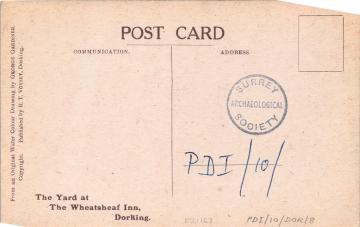 POST CARD
COMMUNICATION.
ADDRESS.
SURREY
ARCHAEOLOGICAL
SOCIETY
PDI/10/
From an Original Water Colour Drawing by GEORGE GARDNER.
Copyright. Published by R. T. VOTIER, Dorking.
The Yard at
The Wheatsheaf Inn,
Dorking.
PDI/10/DOR/8